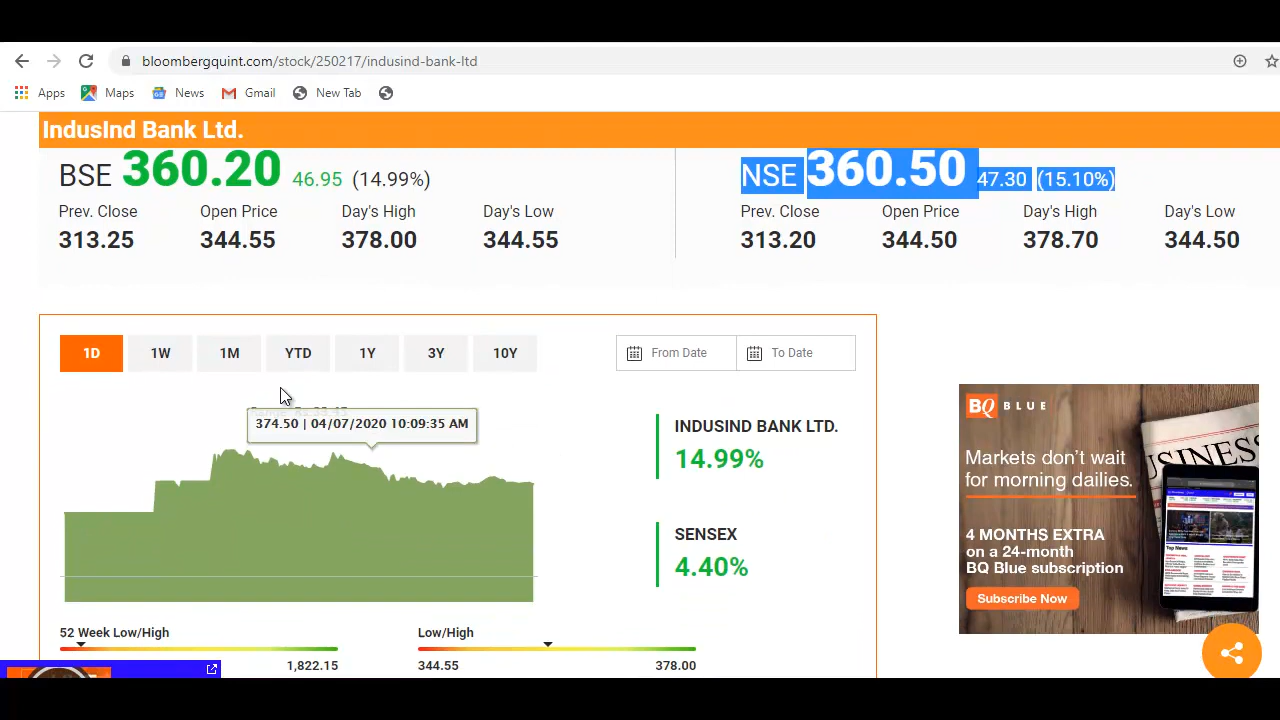 bloombergquint.com/stock/250217/indusind-bank-ltd
Apps Maps News Gmail New Tab
IndusInd Bank Ltd.
BSE 360.20 46.95 (14.99%)
Prev. Close Open Price Day's High Day's Low
313.25 344.55 378.00 344.55
NSE 360.50 47.30 (15.10%)
Prev. Close Open Price Day's High Day's Low
313.20 344.50 378.70 344.50
1D 1W 1M YTD 1Y 3Y 10Y
From Date To Date
374.50 | 04/07/2020 10:09:35 AM
INDUSIND BANK LTD.
14.99%
SENSEX
4.40%
52 Week Low/High
1,822.15
Low/High
344.55 378.00
BQ BLUE
Markets don't wait
for morning dailies.
4 MONTHS EXTRA
on a 24-month
BQ Blue subscription
Subscribe Now
USINESS
Top News